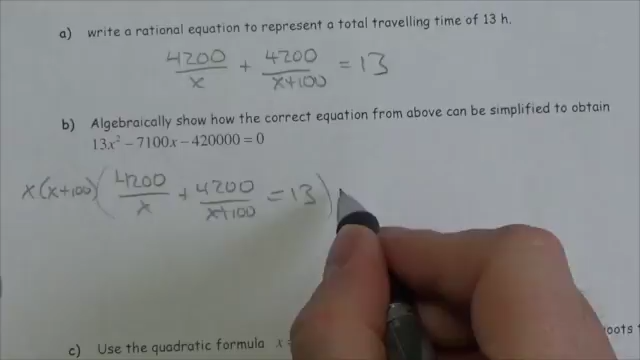 a) write a rational equation to represent a total travelling time of 13 h.
4200/x + 4200/x+100 = 13
b) Algebraically show how the correct equation from above can be simplified to obtain
13x² – 7100x – 420000 = 0
x(x+100)(4200/x + 4200/x+100 = 13)
c) Use the quadratic formula x = oots t